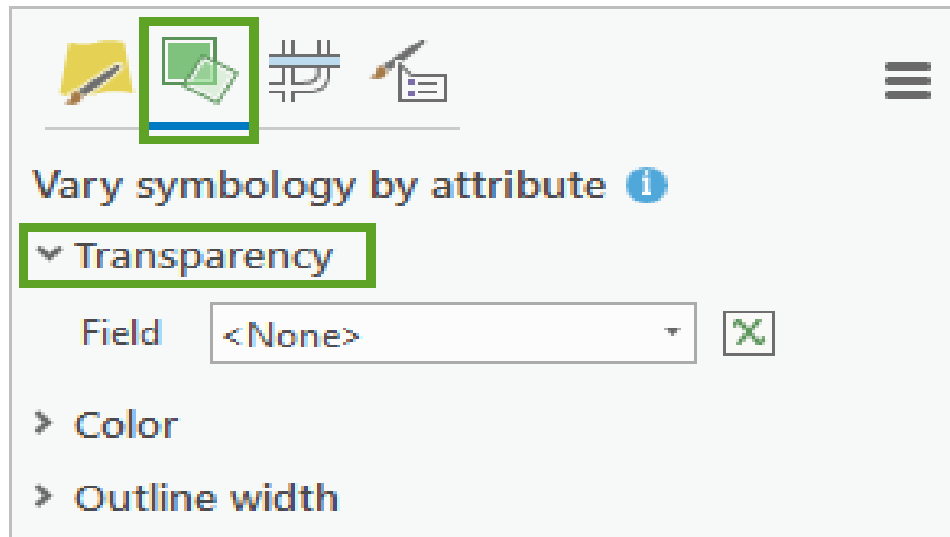 Vary symbology by attribute
Transparency
Field <None>
Color
Outline width